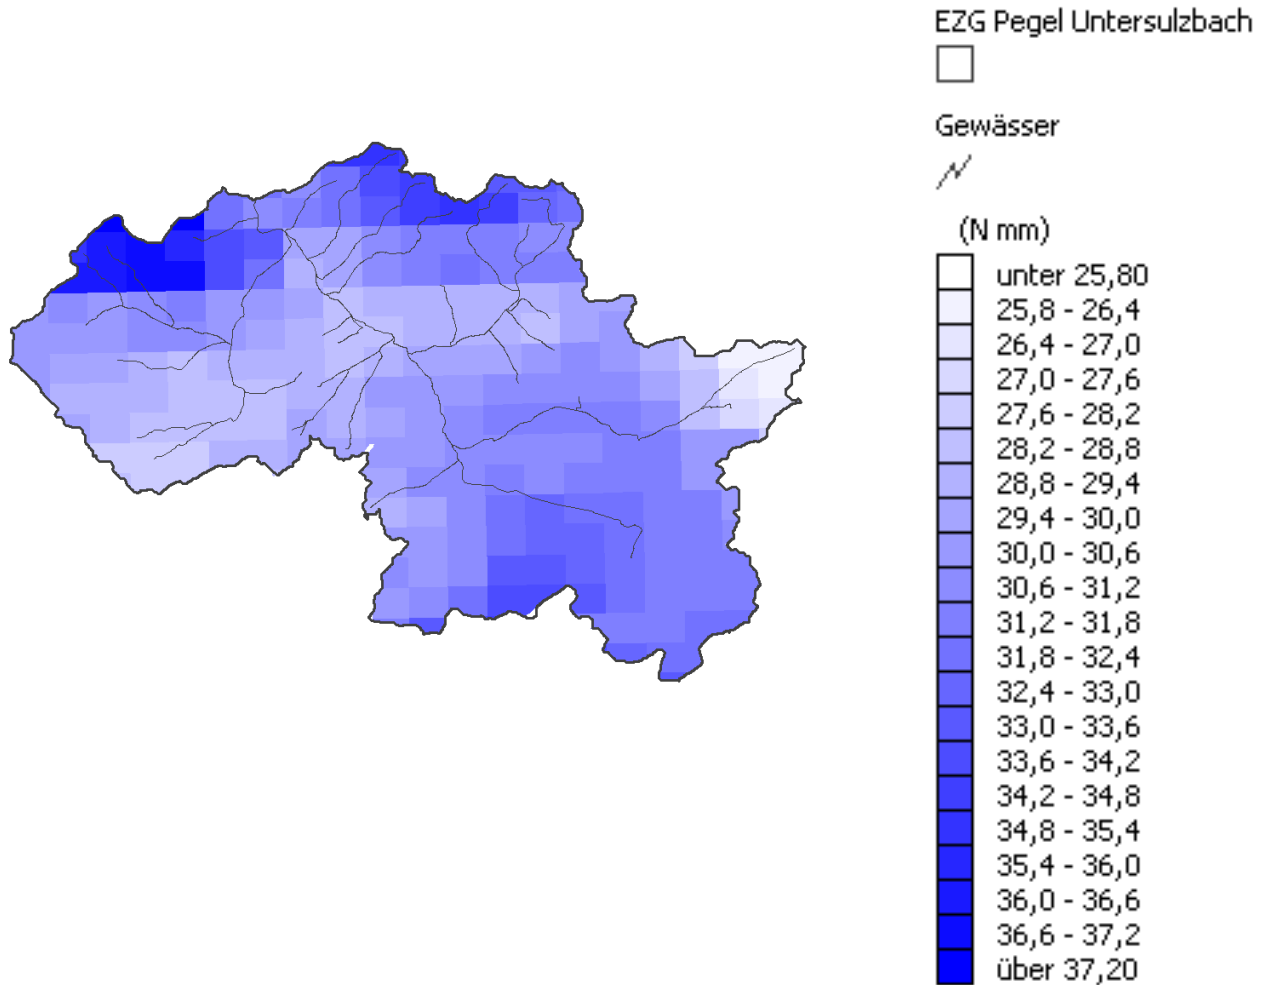 EZG Pegel Untersulzbach
Gewässer
(N mm)
unter 25,80
25,8 - 26,4
26,4 - 27,0
27,0 - 27,6
27,6 - 28,2
28,2 - 28,8
28,8 - 29,4
29,4 - 30,0
30,0 - 30,6
30,6 - 31,2
31,2 - 31,8
31,8 - 32,4
32,4 - 33,0
33,0 - 33,6
33,6 - 34,2
34,2 - 34,8
34,8 - 35,4
35,4 - 36,0
36,0 - 36,6
36,6 - 37,2
über 37,20